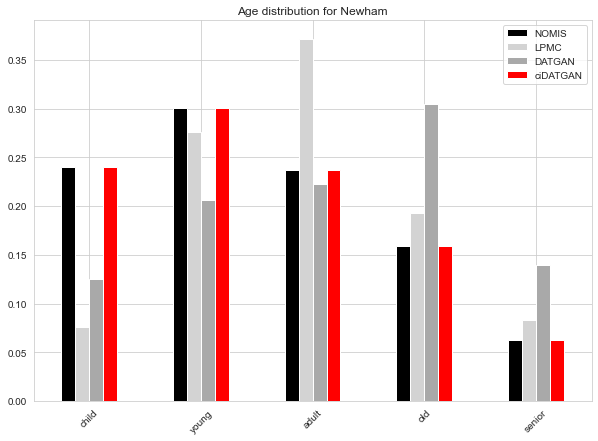 Age distribution for Newham
NOMIS
LPMC
DATGAN
ciDATGAN
0.35
0.30
0.25
0.20
0.15
0.10
0.05
0.00
child
young
adult
old
senior